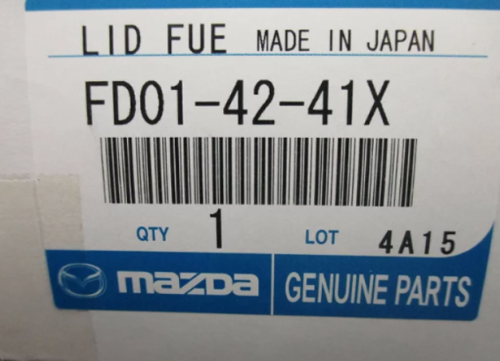 LID FUE MADE IN JAPAN
FD01-42-41X
QTY 1 LOT 4A15
mazda GENUINE PARTS